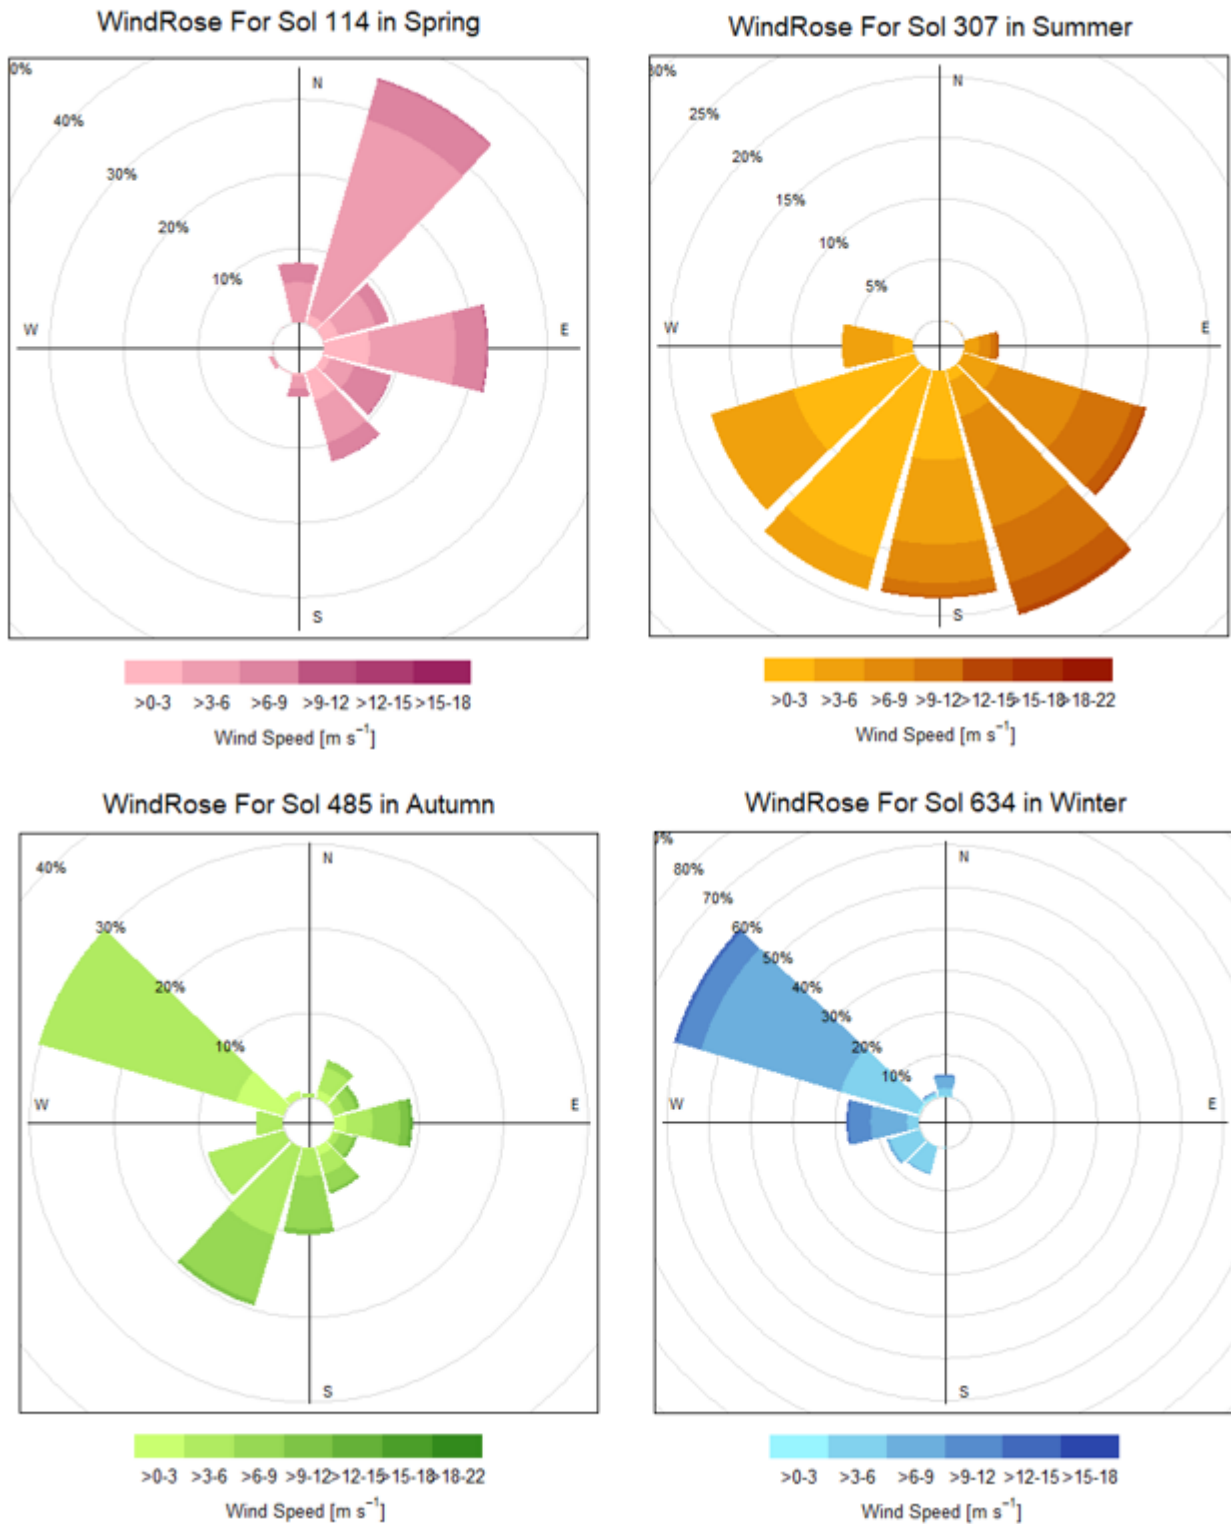 WindRose For Sol 114 in Spring
0%
N
40%
30%
20%
10%
W
E
S
>0-3 >3-6 >6-9 >9-12 >12-15 >15-18
Wind Speed [m s⁻¹]
WindRose For Sol 307 in Summer
30%
N
25%
20%
15%
10%
5%
W
E
S
>0-3 >3-6 >6-9 >9-12 >12-15 >15-18 >18-22
Wind Speed [m s⁻¹]
WindRose For Sol 485 in Autumn
40%
N
30%
20%
10%
W
E
S
>0-3 >3-6 >6-9 >9-12 >12-15 >15-18 >18-22
Wind Speed [m s⁻¹]
WindRose For Sol 634 in Winter
N
80%
70%
60%
50%
40%
30%
20%
10%
W
E
S
>0-3 >3-6 >6-9 >9-12 >12-15 >15-18
Wind Speed [m s⁻¹]